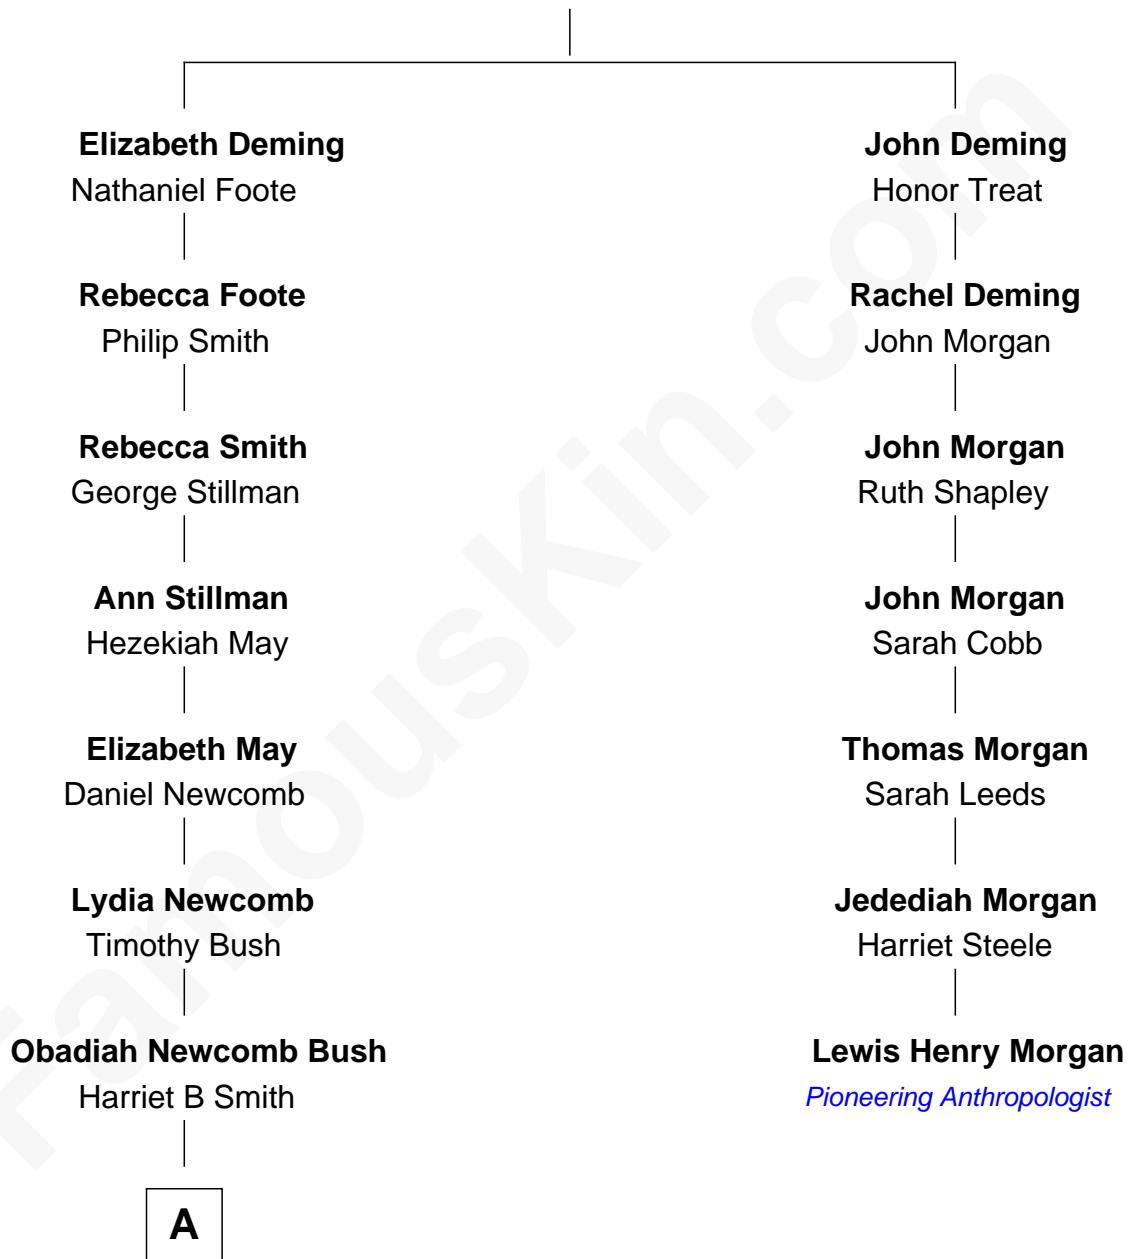 Elizabeth Deming
Nathaniel Foote
Rebecca Foote
Philip Smith
Rebecca Smith
George Stillman
Ann Stillman
Hezekiah May
Elizabeth May
Daniel Newcomb
Lydia Newcomb
Timothy Bush
Obadiah Newcomb Bush
Harriet B Smith
A
John Deming
Honor Treat
Rachel Deming
John Morgan
John Morgan
Ruth Shapley
John Morgan
Sarah Cobb
Thomas Morgan
Sarah Leeds
Jedediah Morgan
Harriet Steele
Lewis Henry Morgan
Pioneering Anthropologist
FamousKin.com